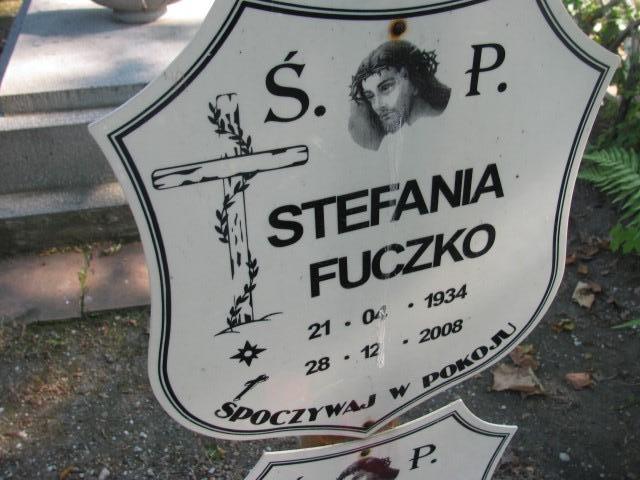 Ś. P.
STEFANIA
FUCZKO
21 · 04 · 1934
28 · 12 · 2008
SPOCZYWAJ W POKOJU
P.